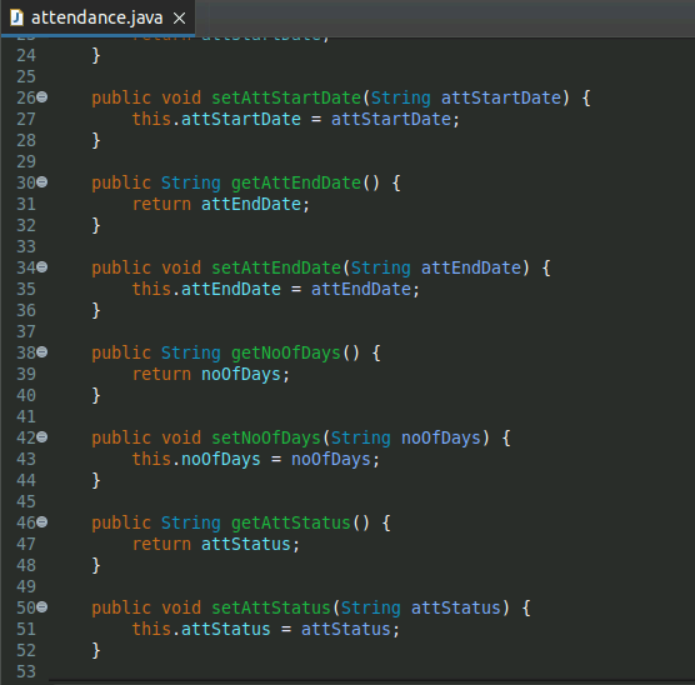 attendance.java
24 }
25
26 public void setAttStartDate(String attStartDate) {
27 this.attStartDate = attStartDate;
28 }
29
30 public String getAttEndDate() {
31 return attEndDate;
32 }
33
34 public void setAttEndDate(String attEndDate) {
35 this.attEndDate = attEndDate;
36 }
37
38 public String getNoOfDays() {
39 return noOfDays;
40 }
41
42 public void setNoOfDays(String noOfDays) {
43 this.noOfDays = noOfDays;
44 }
45
46 public String getAttStatus() {
47 return attStatus;
48 }
49
50 public void setAttStatus(String attStatus) {
51 this.attStatus = attStatus;
52 }
53